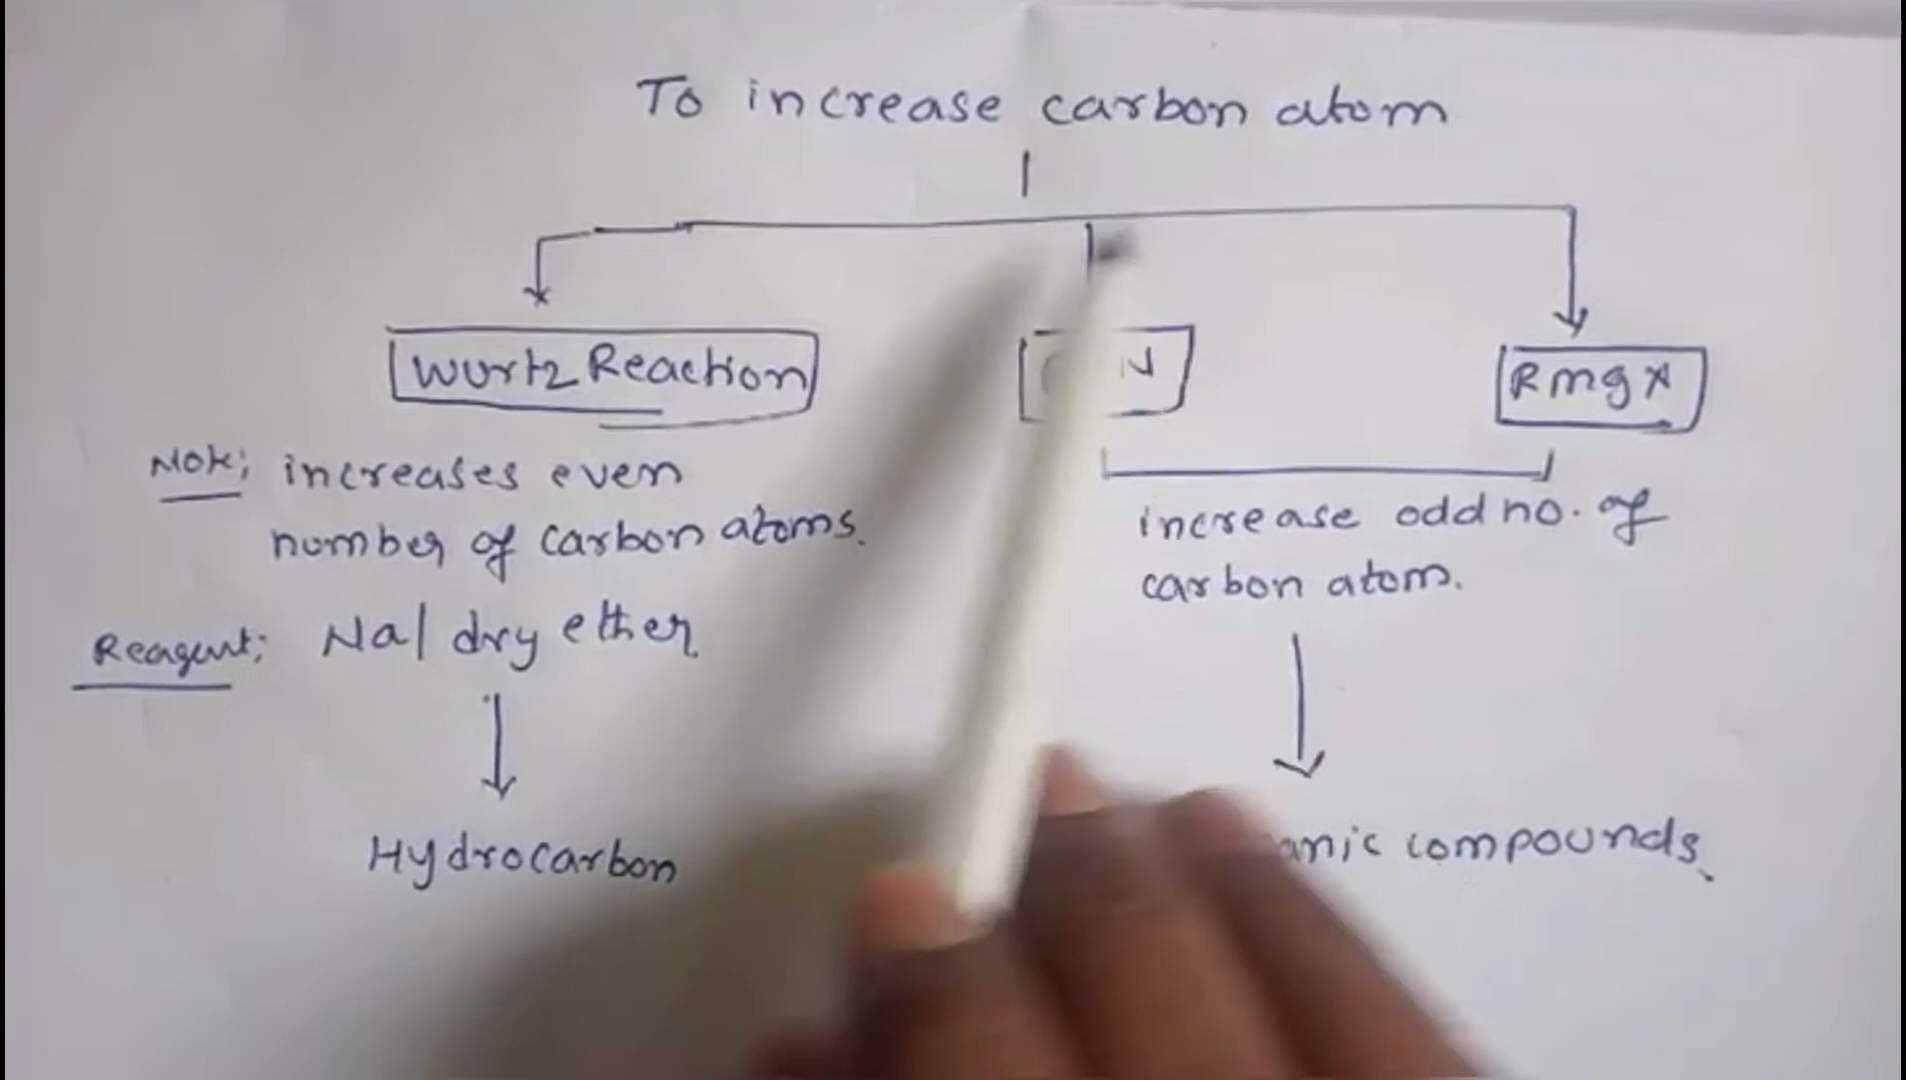 To increase carbon atom
Wurtz Reaction
RmgX
Note; increases even
number of carbon atoms.
Reagent; Na/ dry ether
Hydrocarbon
increase odd no. of
carbon atom.
compounds